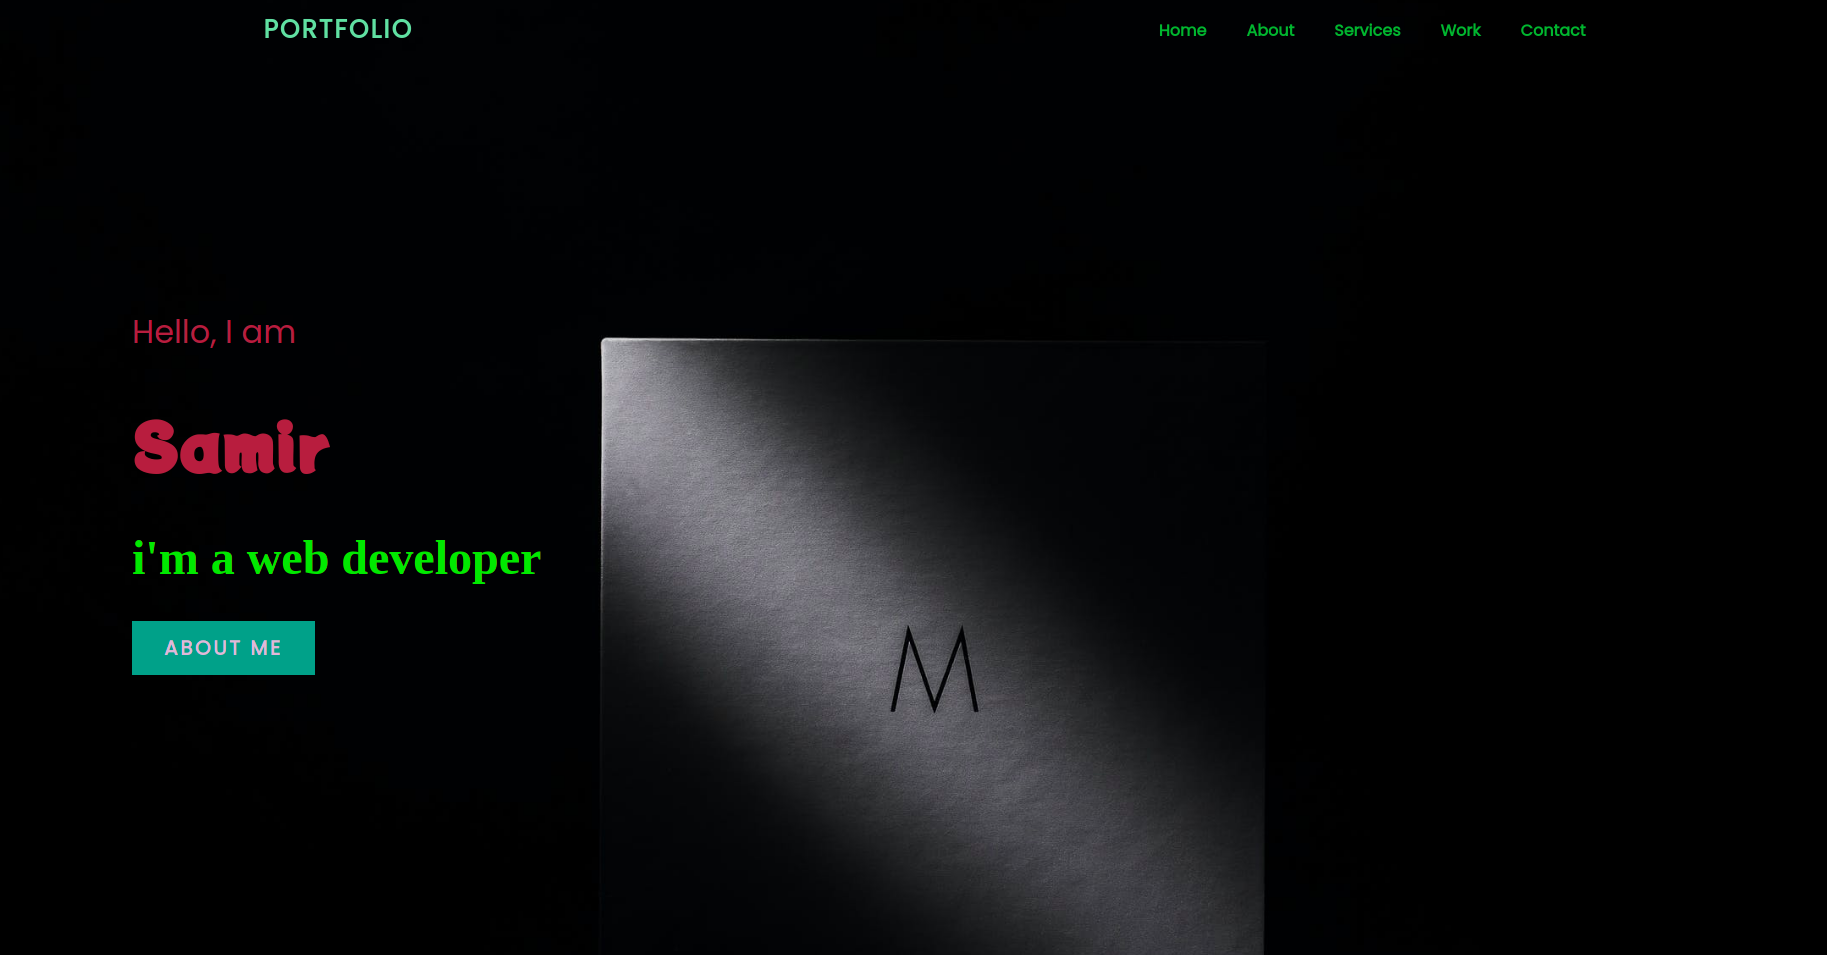 PORTFOLIO
Home About Services Work Contact
Hello, I am
Samir
i'm a web developer
ABOUT ME
M